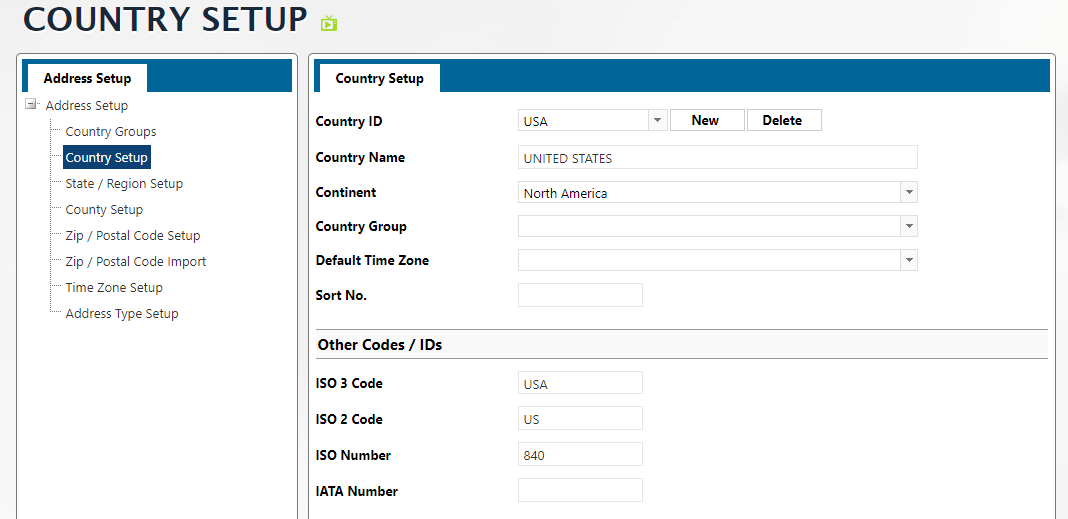 COUNTRY SETUP
Address Setup
Address Setup
Country Groups
Country Setup
State / Region Setup
County Setup
Zip / Postal Code Setup
Zip / Postal Code Import
Time Zone Setup
Address Type Setup
Country Setup
Country ID USA New Delete
Country Name UNITED STATES
Continent North America
Country Group
Default Time Zone
Sort No.
Other Codes / IDs
ISO 3 Code USA
ISO 2 Code US
ISO Number 840
IATA Number